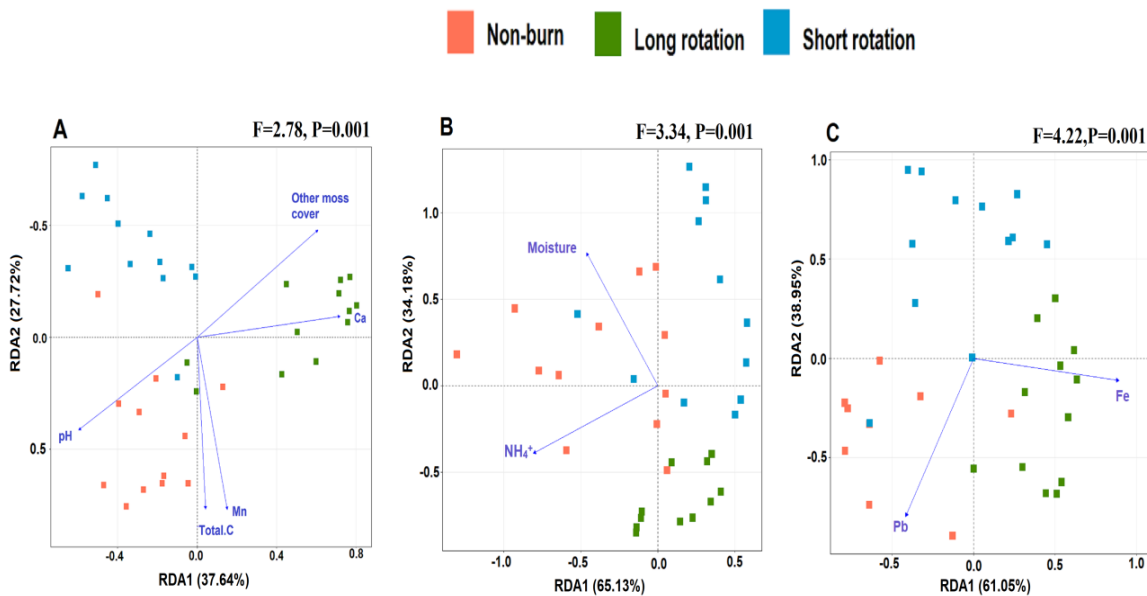 Non-burn
Long rotation
Short rotation
A
F=2.78, P=0.001
-0.5
0.0
0.5
RDA2 (27.72%)
Other moss
cover
Ca
pH
Mn
Total.C
-0.4
0.0
0.4
0.8
RDA1 (37.64%)
B
F=3.34, P=0.001
1.0
0.5
0.0
-0.5
RDA2 (34.18%)
Moisture
NH₄⁺
-1.0
-0.5
0.0
0.5
RDA1 (65.13%)
C
F=4.22,P=0.001
1.0
0.5
0.0
-0.5
RDA2 (38.95%)
Fe
Pb
-0.5
0.0
0.5
1.0
RDA1 (61.05%)